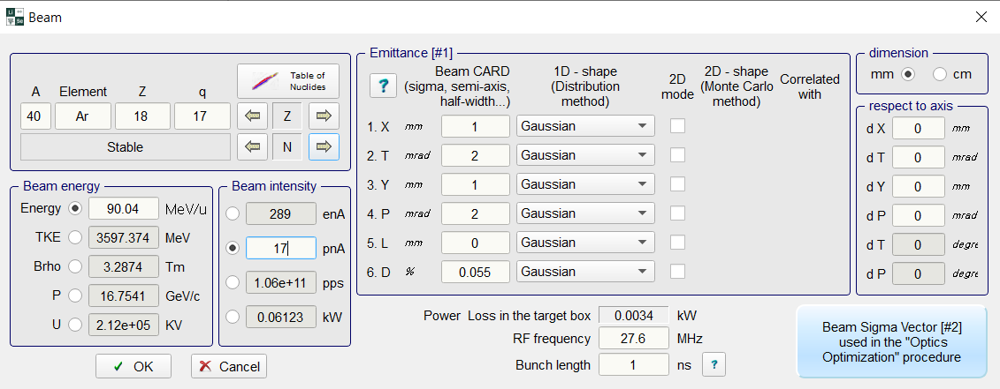 Beam
A Element Z q
Table of
Nuclides
40 Ar 18 17
Z
Stable
N
Beam energy
Energy 90.04 MeV/u
TKE 3597.374 MeV
Brho 3.2874 Tm
P 16.7541 GeV/c
U 2.12e+05 KV
Beam intensity
289 enA
17 pnA
1.06e+11 pps
0.06123 kW
OK
Cancel
Emittance [#1]
?
Beam CARD
(sigma, semi-axis,
half-width...)
1D - shape
(Distribution
method)
2D
mode
2D - shape
(Monte Carlo
method)
Correlated
with
1. X mm 1 Gaussian
2. T mrad 2 Gaussian
3. Y mm 1 Gaussian
4. P mrad 2 Gaussian
5. L mm 0 Gaussian
6. D % 0.055 Gaussian
Power Loss in the target box 0.0034 kW
RF frequency 27.6 MHz
Bunch length 1 ns ?
dimension
mm cm
respect to axis
d X 0 mm
d T 0 mrad
d Y 0 mm
d P 0 mrad
d T 0 degre
d P 0 degre
Beam Sigma Vector [#2]
used in the "Optics
Optimization" procedure